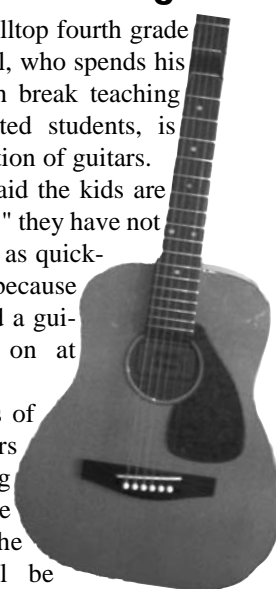 g
lltop fourth grade
l, who spends his
n break teaching
ted students, is
tion of guitars.
aid the kids are
" they have not
as quick-
because
d a gui-
on at
s of
rs
g
e
he
l be